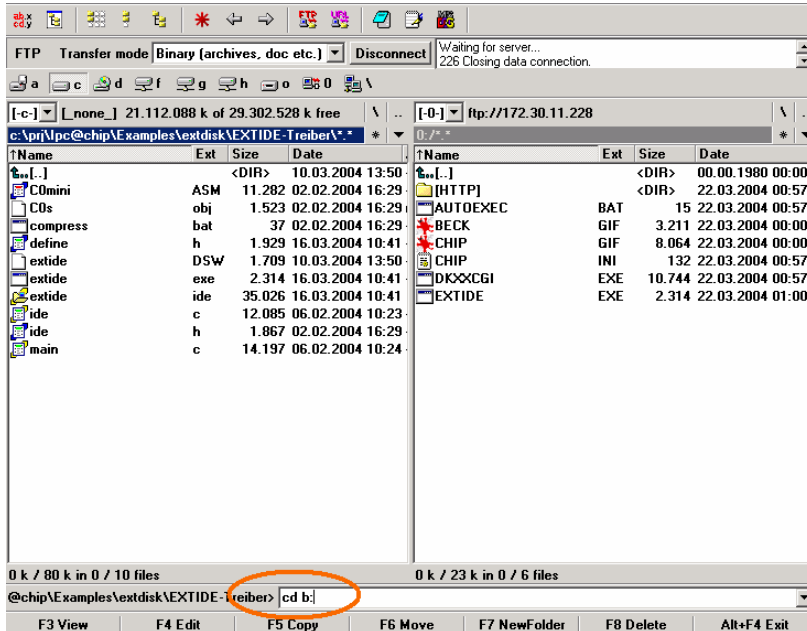 FTP Transfer mode Binary (archives, doc etc.) Disconnect Waiting for server...
226 Closing data connection.
a c d f g h o 0 \
[-c-] [_none_] 21.112.088 k of 29.302.528 k free \ .. [-0-] ftp://172.30.11.228 \
c:\prj\Ipc@chip\Examples\extdisk\EXTIDE-Treiber\*.* * 0:/*.* *
↑Name Ext Size Date ↑Name Ext Size Date
[..] <DIR> 10.03.2004 13:50 [..] <DIR> 00.00.1980 00:00
C0mini ASM 11.282 02.02.2004 16:29 [HTTP] <DIR> 22.03.2004 00:57
C0s obj 1.523 02.02.2004 16:29 AUTOEXEC BAT 15 22.03.2004 00:57
compress bat 37 02.02.2004 16:29 BECK GIF 3.211 22.03.2004 00:00
define h 1.929 16.03.2004 10:41 CHIP GIF 8.064 22.03.2004 00:00
extide DSW 1.709 10.03.2004 13:50 CHIP INI 132 22.03.2004 00:57
extide exe 2.314 16.03.2004 10:41 DKXXCGI EXE 10.744 22.03.2004 00:57
extide ide 35.026 16.03.2004 10:41 EXTIDE EXE 2.314 22.03.2004 01:00
ide c 12.085 06.02.2004 10:23
ide h 1.867 02.02.2004 16:29
main c 14.197 06.02.2004 10:24
0 k / 80 k in 0 / 10 files 0 k / 23 k in 0 / 6 files
@chip\Examples\extdisk\EXTIDE-Treiber> cd b:
F3 View F4 Edit F5 Copy F6 Move F7 NewFolder F8 Delete Alt+F4 Exit